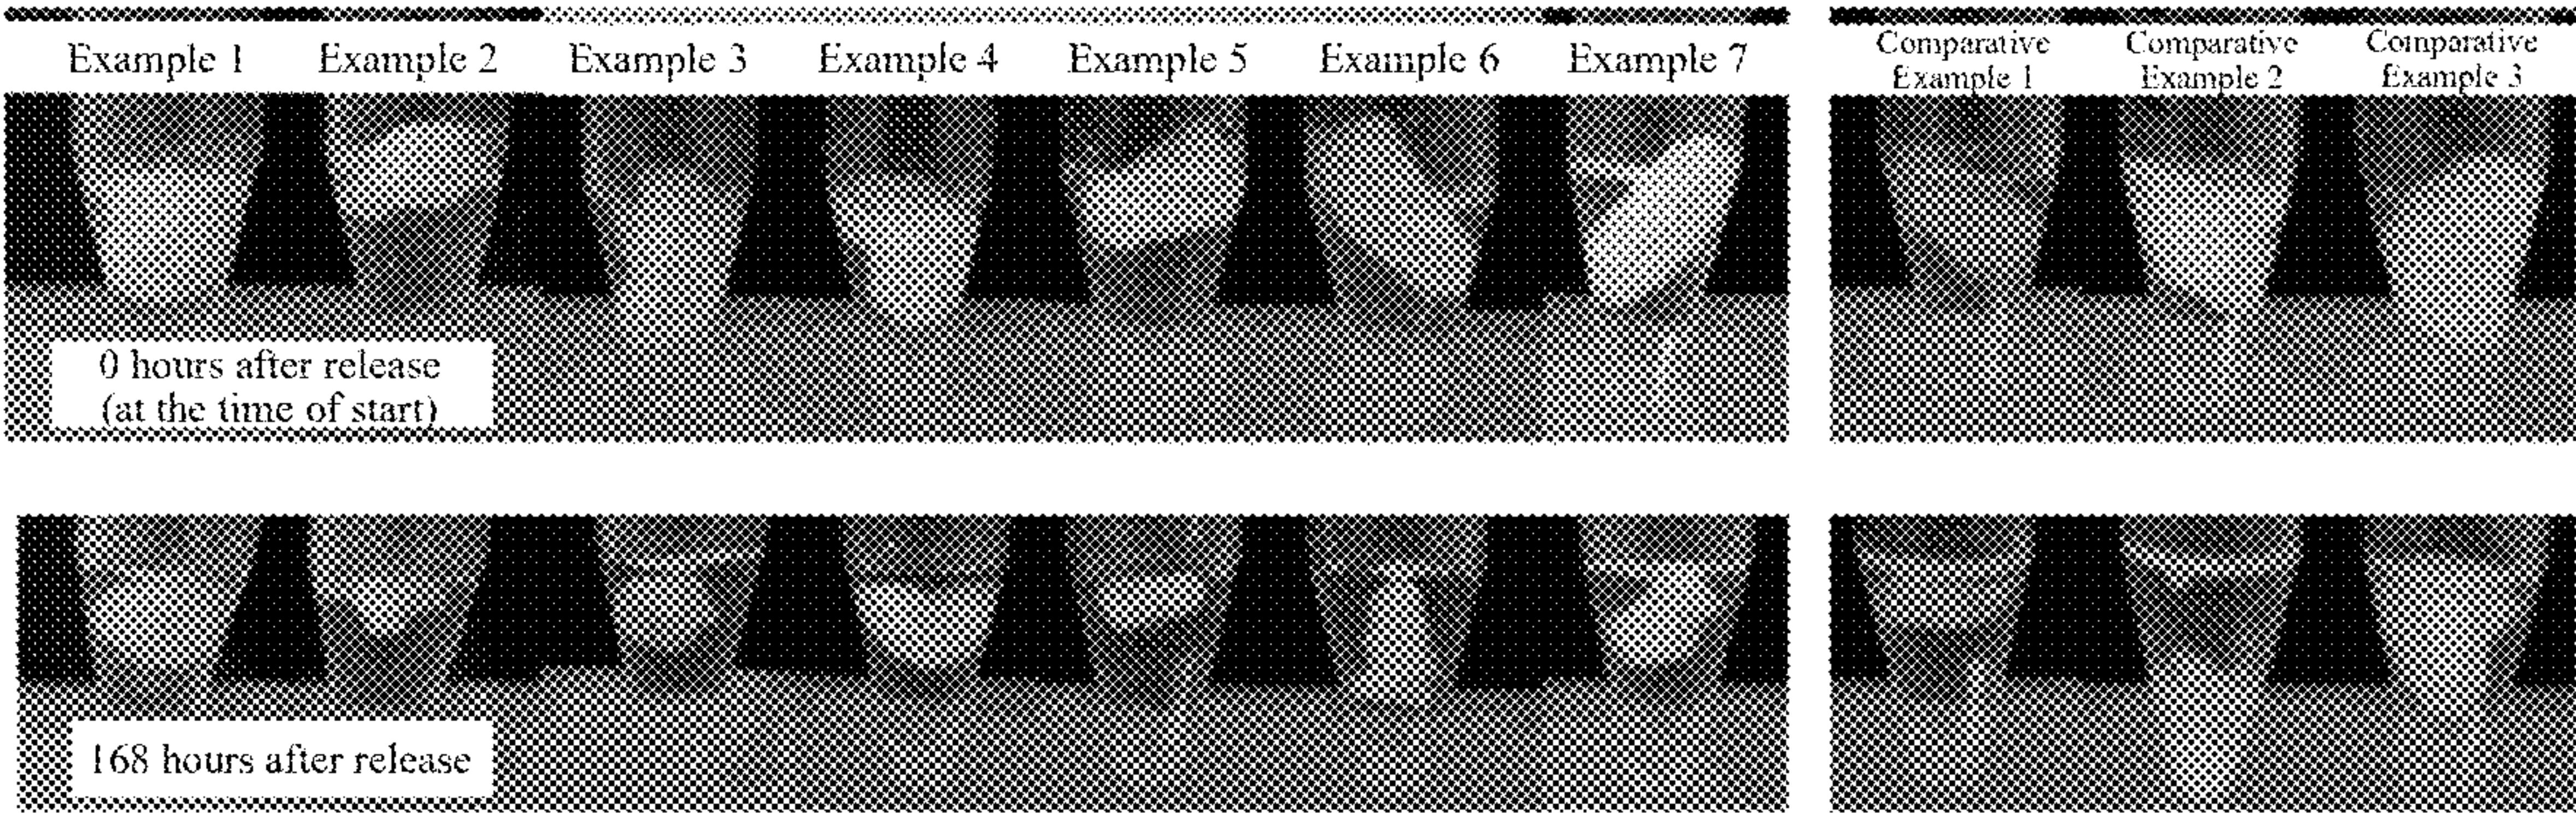 Example 1 Example 2 Example 3 Example 4 Example 5 Example 6 Example 7
Comparative Example 1
Comparative Example 2
Comparative Example 3
0 hours after release
(at the time of start)
168 hours after release